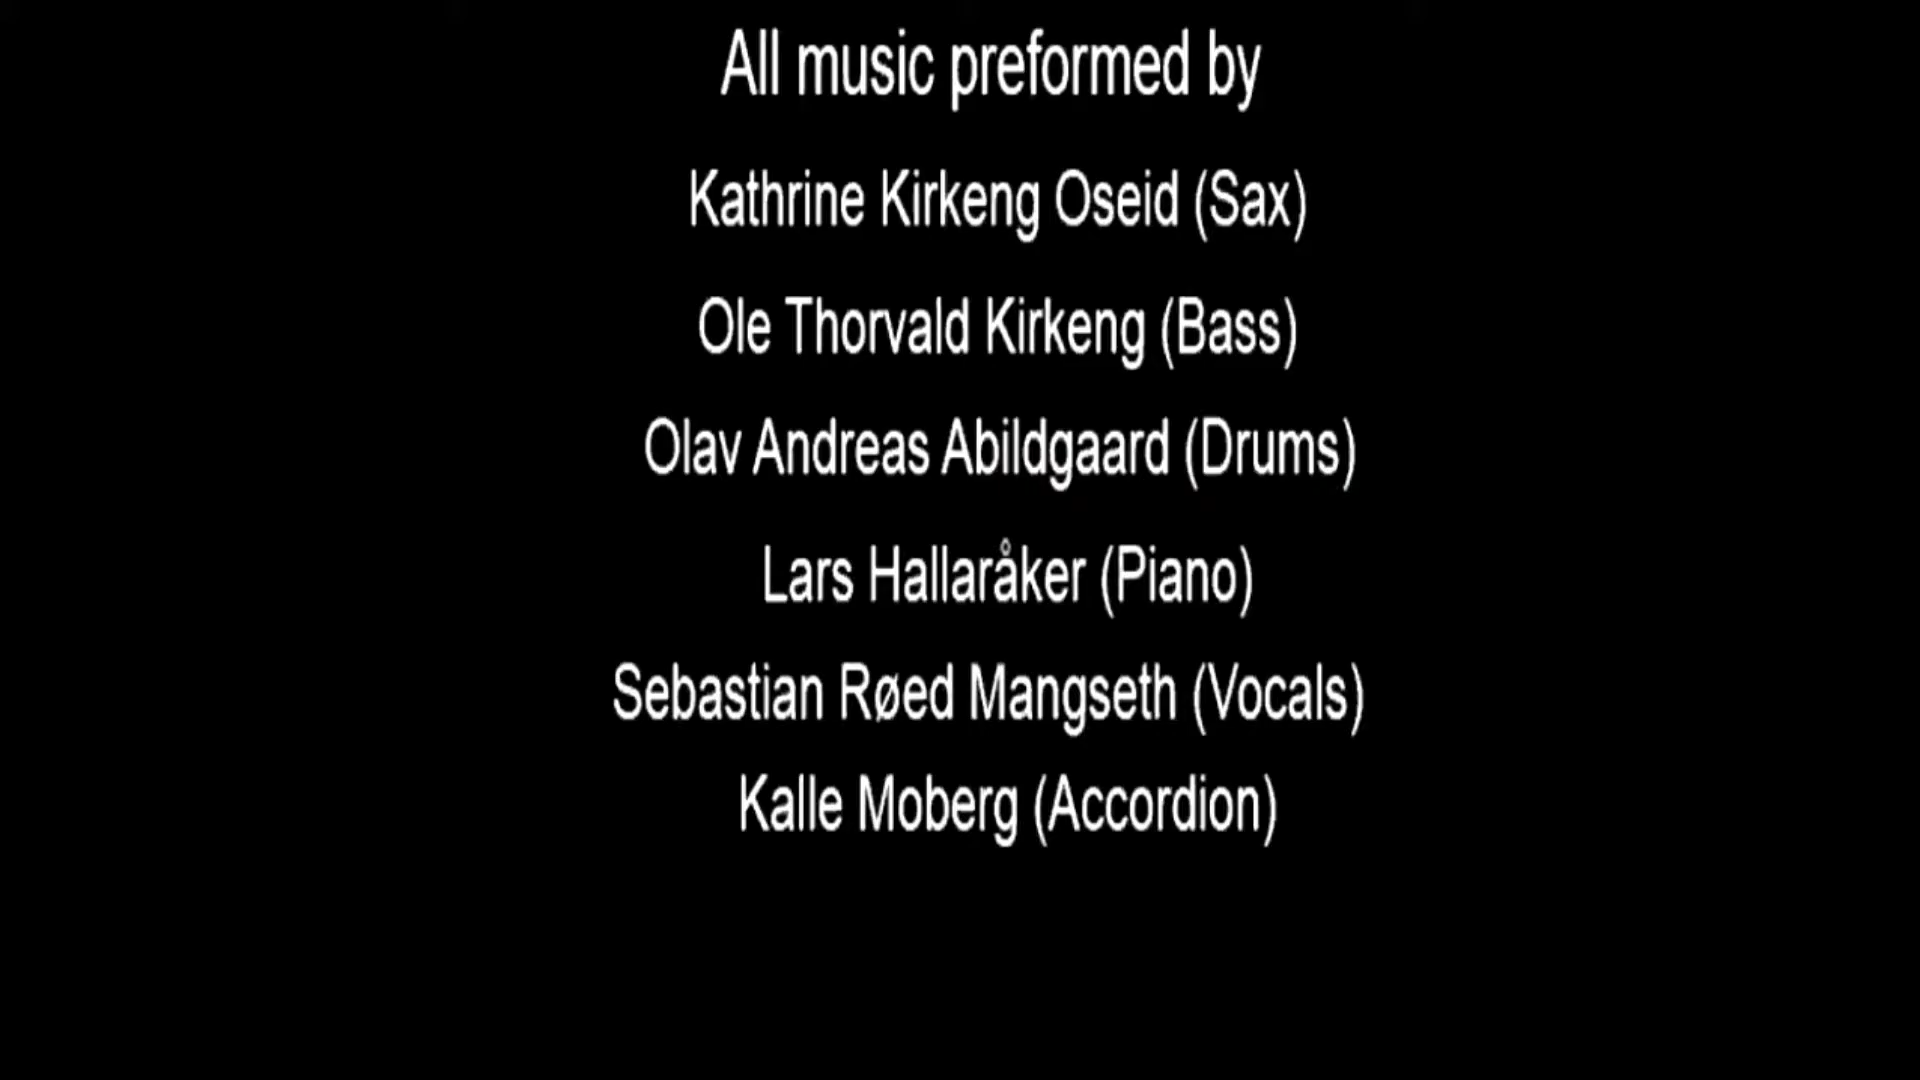 All music preformed by
Kathrine Kirkeng Oseid (Sax)
Ole Thorvald Kirkeng (Bass)
Olav Andreas Abildgaard (Drums)
Lars Hallaråker (Piano)
Sebastian Røed Mangseth (Vocals)
Kalle Moberg (Accordion)